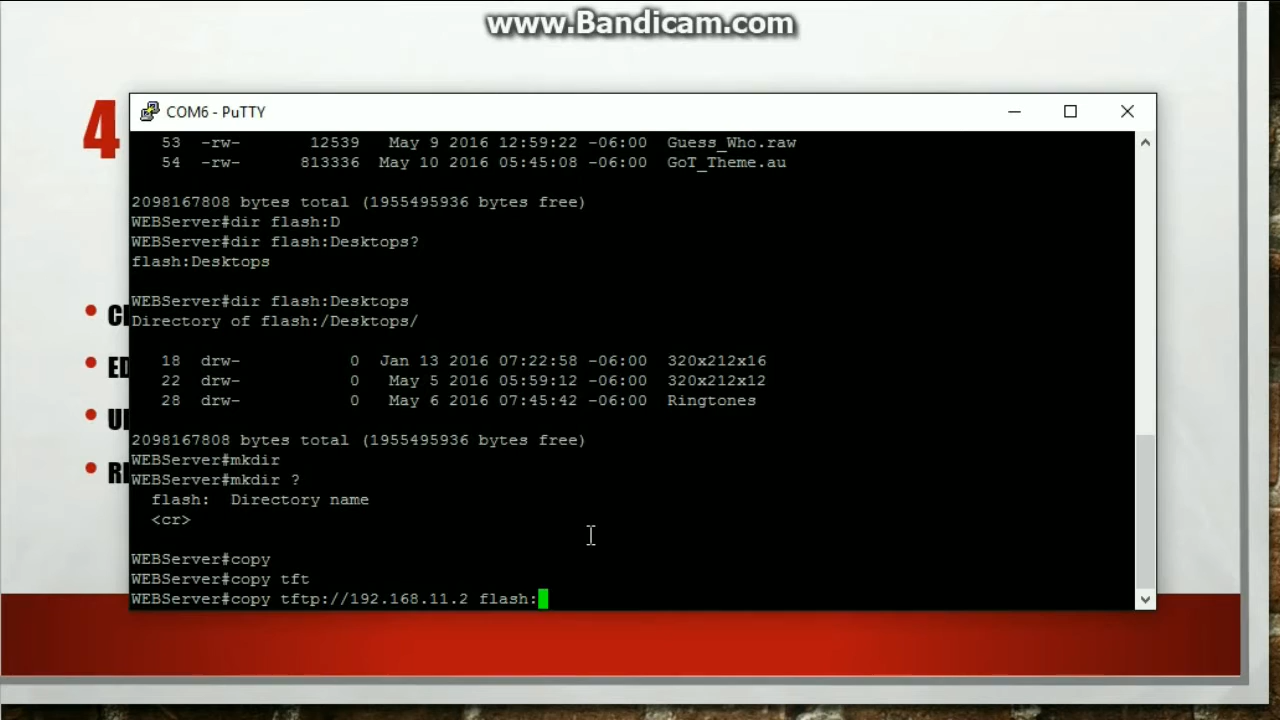 www.Bandicam.com
4
COM6 - PuTTY
53 -rw- 12539 May 9 2016 12:59:22 -06:00 Guess_Who.raw
54 -rw- 813336 May 10 2016 05:45:08 -06:00 GoT_Theme.au
2098167808 bytes total (1955495936 bytes free)
WEBServer#dir flash:D
WEBServer#dir flash:Desktops?
flash:Desktops
WEBServer#dir flash:Desktops
Directory of flash:/Desktops/
18 drw- 0 Jan 13 2016 07:22:58 -06:00 320x212x16
22 drw- 0 May 5 2016 05:59:12 -06:00 320x212x12
28 drw- 0 May 6 2016 07:45:42 -06:00 Ringtones
2098167808 bytes total (1955495936 bytes free)
WEBServer#mkdir
WEBServer#mkdir ?
flash: Directory name
<cr>
WEBServer#copy
WEBServer#copy tft
WEBServer#copy tftp://192.168.11.2 flash: